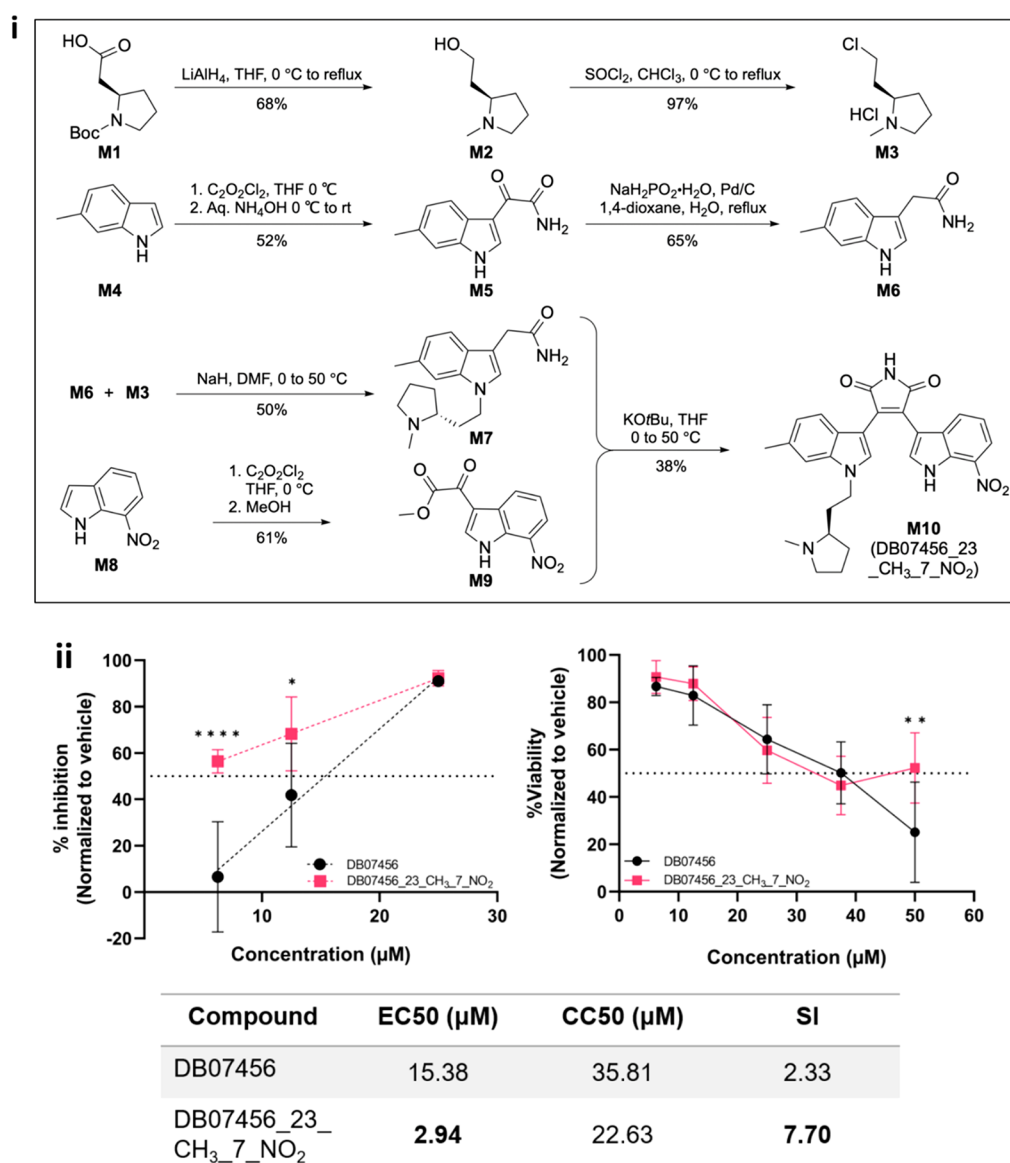 i
HO
O
N
Boc
M1
LiAlH₄, THF, 0 °C to reflux
68%
HO
N
M2
SOCl₂, CHCl₃, 0 °C to reflux
97%
Cl
HCl
N
M3
N
H
M4
1. C₂O₂Cl₂, THF 0 ℃
2. Aq. NH₄OH 0 ℃ to rt
52%
O
O
NH₂
N
H
M5
NaH₂PO₂•H₂O, Pd/C
1,4-dioxane, H₂O, reflux
65%
O
NH₂
N
H
M6
M6 + M3
NaH, DMF, 0 to 50 °C
50%
O
NH₂
N
N
M7
N
H
NO₂
M8
1. C₂O₂Cl₂
THF, 0 °C
2. MeOH
61%
O
O
O
N
H
NO₂
M9
KOtBu, THF
0 to 50 °C
38%
H
N
O
O
N
N
H
NO₂
N
M10
(DB07456_23
_CH₃_7_NO₂)
ii
% inhibition
(Normalized to vehicle)
100
80
60
40
20
0
-20
10
20
30
****
*
DB07456
DB07456_23_CH₃_7_NO₂
Concentration (µM)
%Viability
(Normalized to vehicle)
100
80
60
40
20
0
0
10
20
30
40
50
60
**
DB07456
DB07456_23_CH₃_7_NO₂
Concentration (µM)
Compound EC50 (µM) CC50 (µM) SI
DB07456 15.38 35.81 2.33
DB07456_23_
CH₃_7_NO₂ 2.94 22.63 7.70